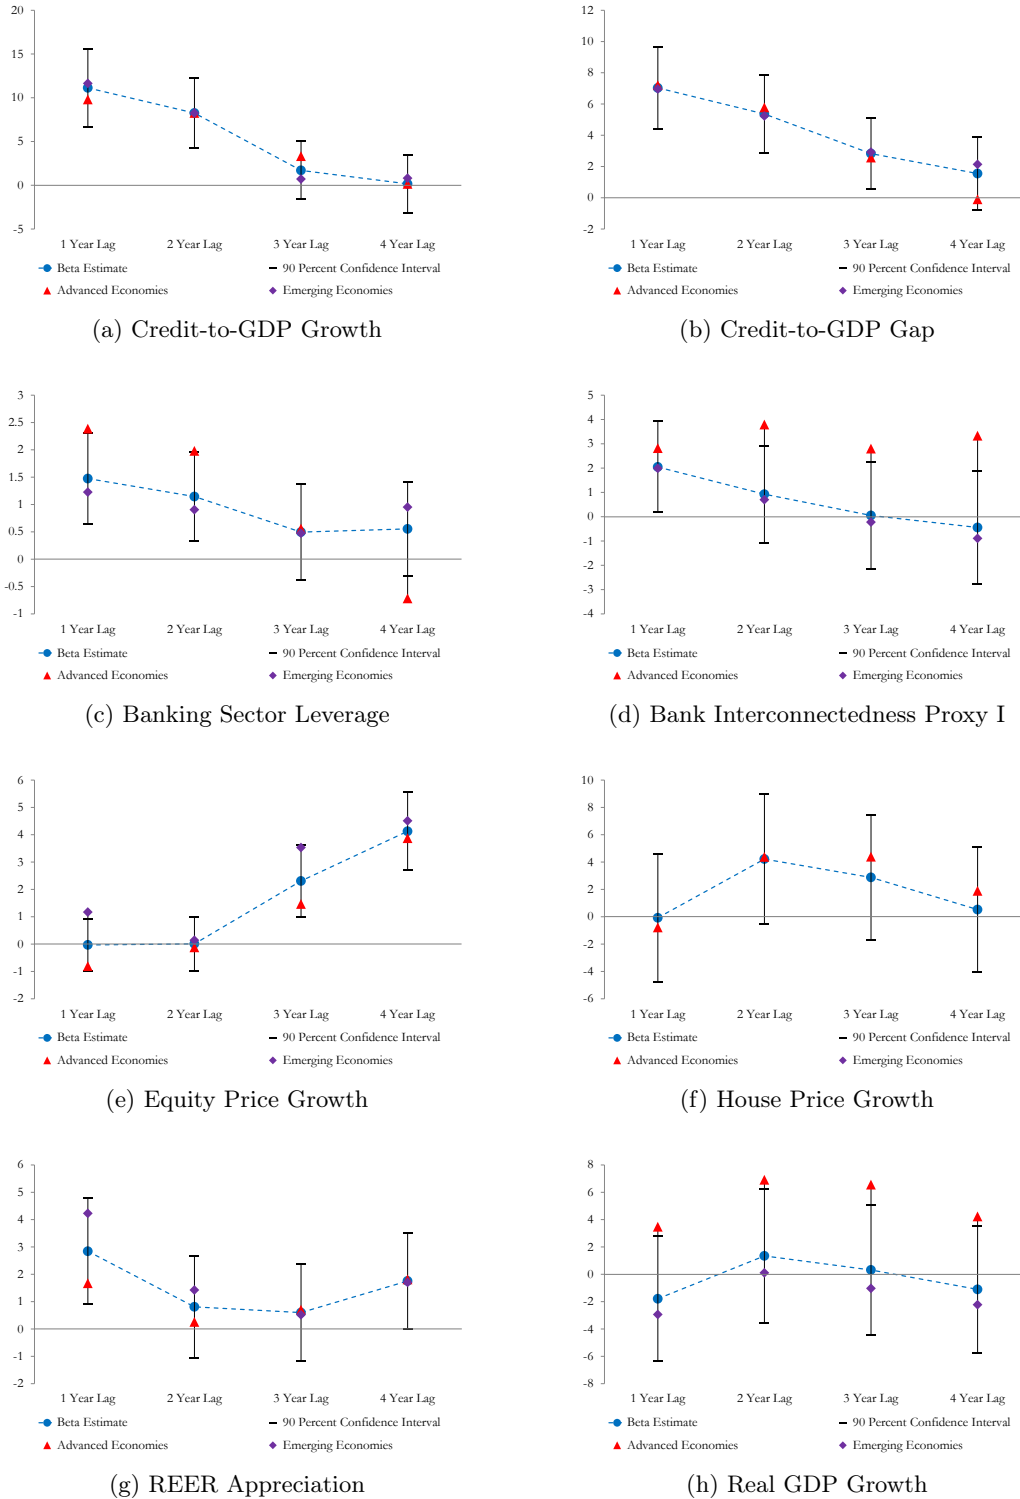 20
15
10
5
0
-5
1 Year Lag 2 Year Lag 3 Year Lag 4 Year Lag
Beta Estimate 90 Percent Confidence Interval
Advanced Economies Emerging Economies
(a) Credit-to-GDP Growth
12
10
8
6
4
2
0
-2
1 Year Lag 2 Year Lag 3 Year Lag 4 Year Lag
Beta Estimate 90 Percent Confidence Interval
Advanced Economies Emerging Economies
(b) Credit-to-GDP Gap
3
2.5
2
1.5
1
0.5
0
-0.5
-1
1 Year Lag 2 Year Lag 3 Year Lag 4 Year Lag
Beta Estimate 90 Percent Confidence Interval
Advanced Economies Emerging Economies
(c) Banking Sector Leverage
5
4
3
2
1
0
-1
-2
-3
-4
1 Year Lag 2 Year Lag 3 Year Lag 4 Year Lag
Beta Estimate 90 Percent Confidence Interval
Advanced Economies Emerging Economies
(d) Bank Interconnectedness Proxy I
6
5
4
3
2
1
0
-1
-2
1 Year Lag 2 Year Lag 3 Year Lag 4 Year Lag
Beta Estimate 90 Percent Confidence Interval
Advanced Economies Emerging Economies
(e) Equity Price Growth
10
8
6
4
2
0
-2
-4
-6
1 Year Lag 2 Year Lag 3 Year Lag 4 Year Lag
Beta Estimate 90 Percent Confidence Interval
Advanced Economies Emerging Economies
(f) House Price Growth
6
5
4
3
2
1
0
-1
-2
1 Year Lag 2 Year Lag 3 Year Lag 4 Year Lag
Beta Estimate 90 Percent Confidence Interval
Advanced Economies Emerging Economies
(g) REER Appreciation
8
6
4
2
0
-2
-4
-6
-8
1 Year Lag 2 Year Lag 3 Year Lag 4 Year Lag
Beta Estimate 90 Percent Confidence Interval
Advanced Economies Emerging Economies
(h) Real GDP Growth